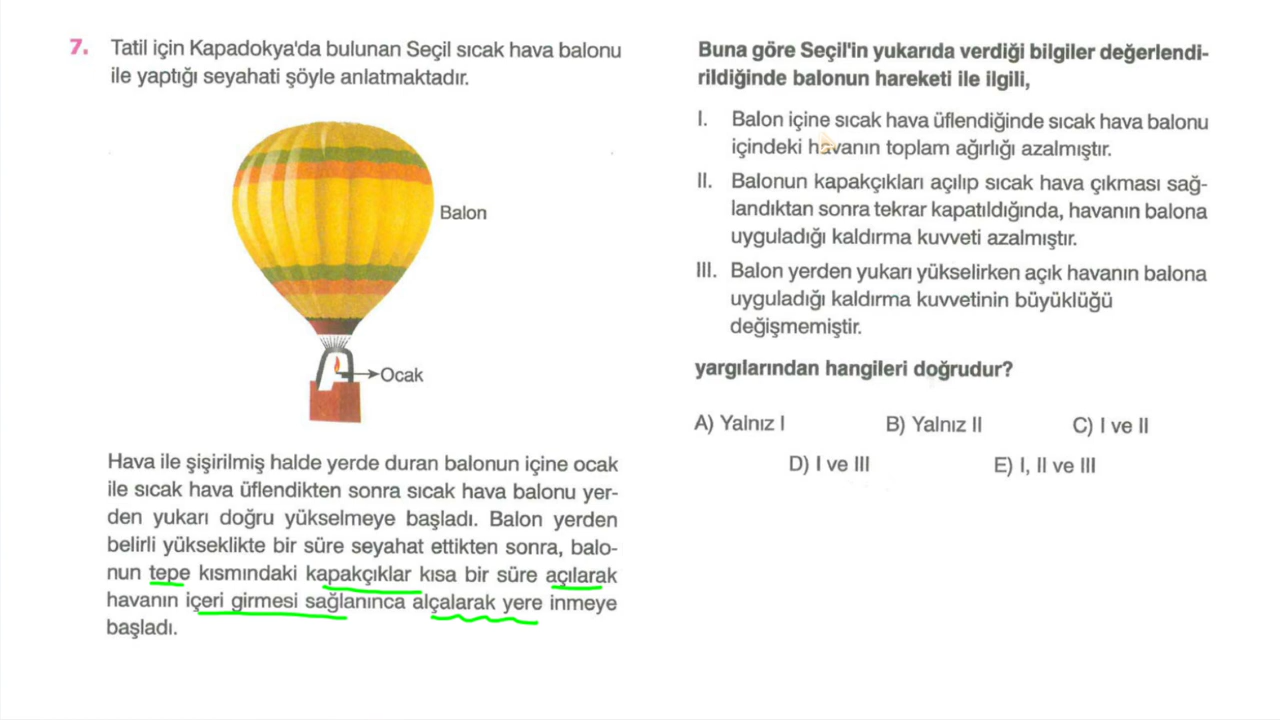 7. Tatil için Kapadokya'da bulunan Seçil sıcak hava balonu
ile yaptığı seyahati şöyle anlatmaktadır.
Balon
Ocak
Hava ile şişirilmiş halde yerde duran balonun içine ocak
ile sıcak hava üflendikten sonra sıcak hava balonu yer-
den yukarı doğru yükselmeye başladı. Balon yerden
belirli yükseklikte bir süre seyahat ettikten sonra, balo-
nun tepe kısmındaki kapakçıklar kısa bir süre açılarak
havanın içeri girmesi sağlanınca alçalarak yere inmeye
başladı.
Buna göre Seçil'in yukarıda verdiği bilgiler değerlendi-
rildiğinde balonun hareketi ile ilgili,
I. Balon içine sıcak hava üflendiğinde sıcak hava balonu
içindeki havanın toplam ağırlığı azalmıştır.
II. Balonun kapakçıkları açılıp sıcak hava çıkması sağ-
landıktan sonra tekrar kapatıldığında, havanın balona
uyguladığı kaldırma kuvveti azalmıştır.
III. Balon yerden yukarı yükselirken açık havanın balona
uyguladığı kaldırma kuvvetinin büyüklüğü
değişmemiştir.
yargılarından hangileri doğrudur?
A) Yalnız I B) Yalnız II C) I ve II
D) I ve III E) I, II ve III